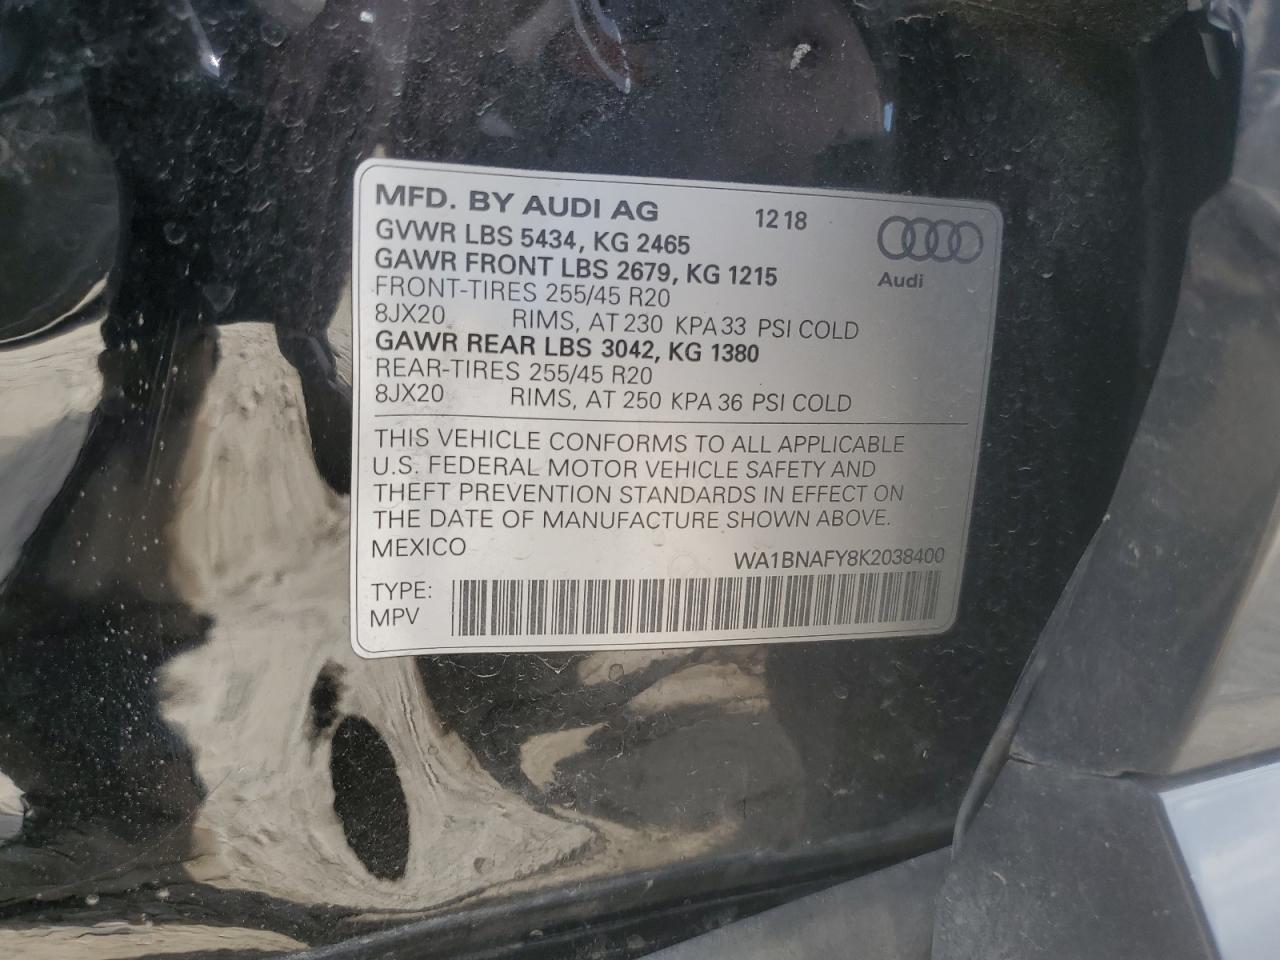 MFD. BY AUDI AG 12 18
GVWR LBS 5434, KG 2465
GAWR FRONT LBS 2679, KG 1215
Audi
FRONT-TIRES 255/45 R20
8JX20 RIMS, AT 230 KPA 33 PSI COLD
GAWR REAR LBS 3042, KG 1380
REAR-TIRES 255/45 R20
8JX20 RIMS, AT 250 KPA 36 PSI COLD
THIS VEHICLE CONFORMS TO ALL APPLICABLE
U.S. FEDERAL MOTOR VEHICLE SAFETY AND
THEFT PREVENTION STANDARDS IN EFFECT ON
THE DATE OF MANUFACTURE SHOWN ABOVE.
MEXICO WA1BNAFY8K2038400
TYPE:
MPV